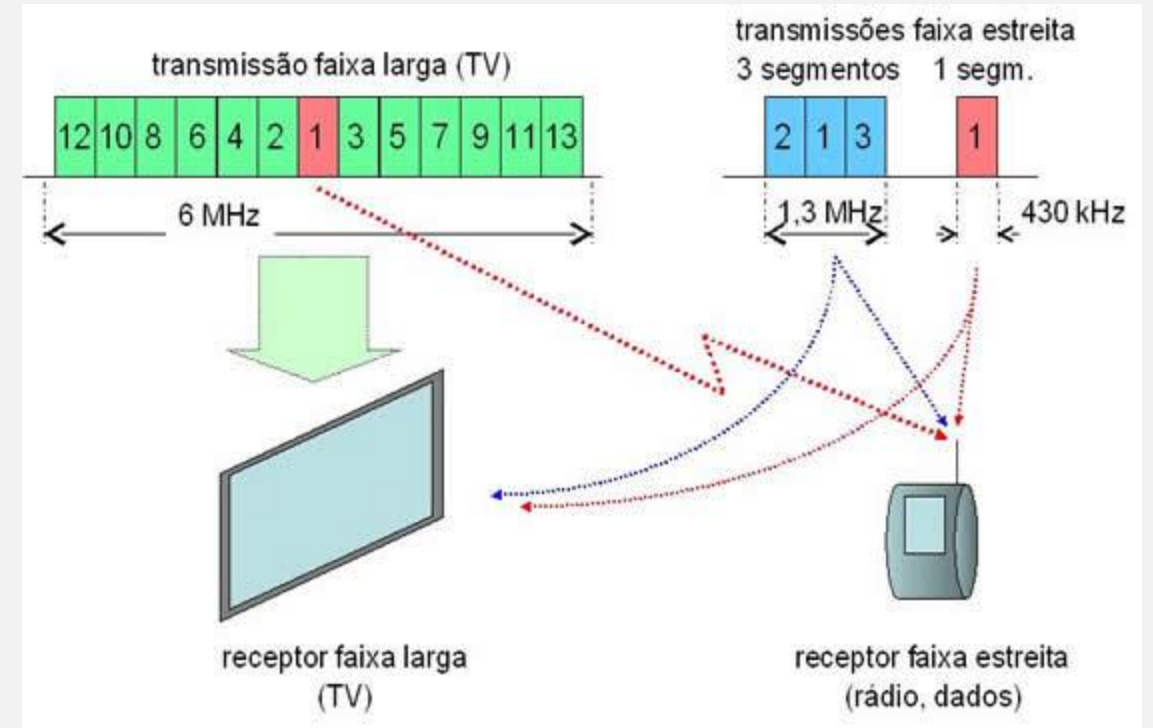 transmissões faixa estreita
transmissão faixa larga (TV)
3 segmentos 1 segm.
12 10 8 6 4 2 1 3 5 7 9 11 13
2 1 3
1
6 MHz
1,3 MHz
430 kHz
receptor faixa larga
(TV)
receptor faixa estreita
(rádio, dados)